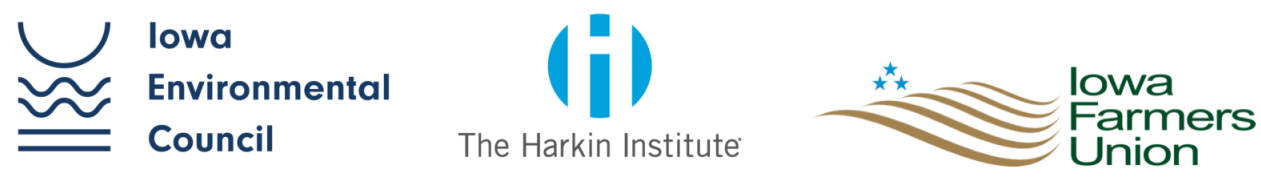 Iowa
Environmental
Council
The Harkin Institute
Iowa
Farmers
Union